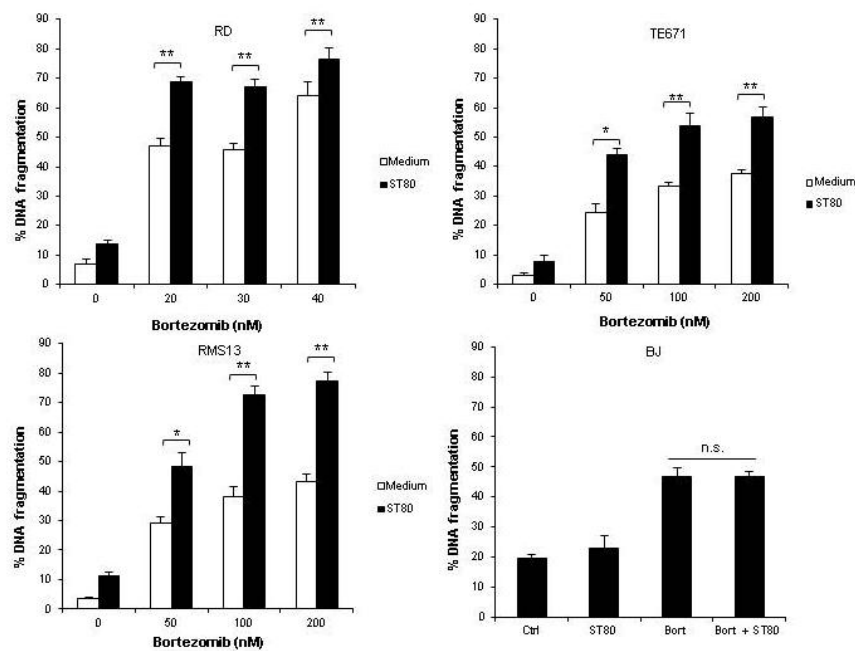 RD
% DNA fragmentation
90
80
70
60
50
40
30
20
10
0
** ** **
Medium
ST80
0 20 30 40
Bortezomib (nM)
TE671
% DNA fragmentation
90
80
70
60
50
40
30
20
10
0
* ** **
Medium
ST80
0 50 100 200
Bortezomib (nM)
RMS13
% DNA fragmentation
90
80
70
60
50
40
30
20
10
0
* ** **
Medium
ST80
0 50 100 200
Bortezomib (nM)
BJ
% DNA fragmentation
90
80
70
60
50
40
30
20
10
0
n.s.
Ctrl ST80 Bort Bort + ST80